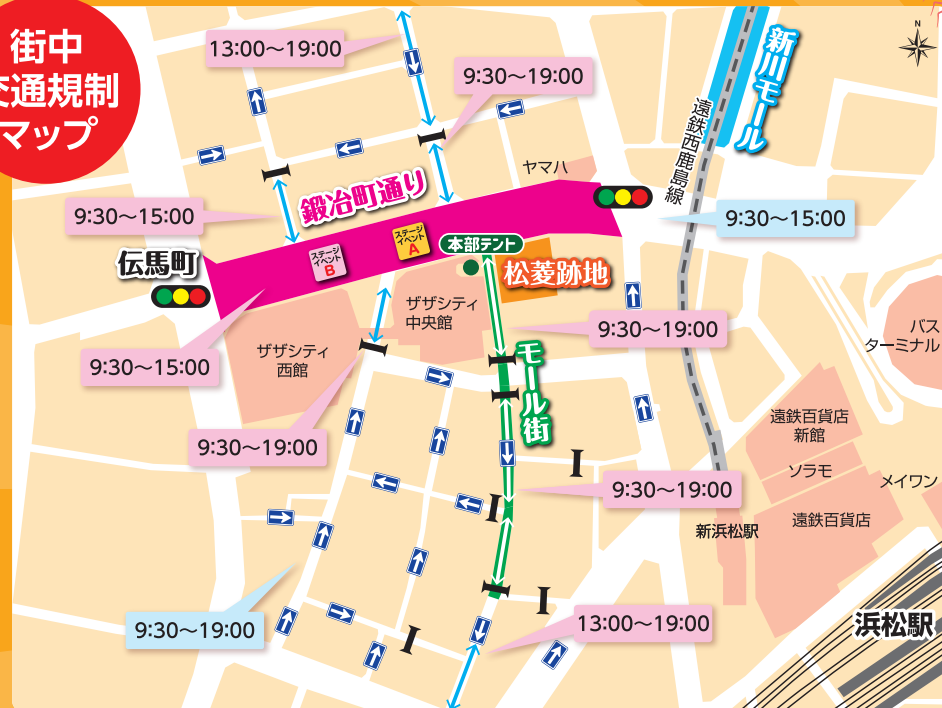 街中
交通規制
マップ
N
13:00〜19:00
9:30〜19:00
新川モール
遠鉄西鹿島線
ヤマハ
鍛冶町通り
9:30〜15:00
9:30〜15:00
伝馬町
ステージ
イベント
B
ステージ
イベント
A
本部テント
松菱跡地
ザザシティ
中央館
ザザシティ
西館
9:30〜19:00
バス
ターミナル
9:30〜15:00
モール街
9:30〜19:00
遠鉄百貨店
新館
ソラモ
メイワン
9:30〜19:00
遠鉄百貨店
新浜松駅
浜松駅
9:30〜19:00
13:00〜19:00